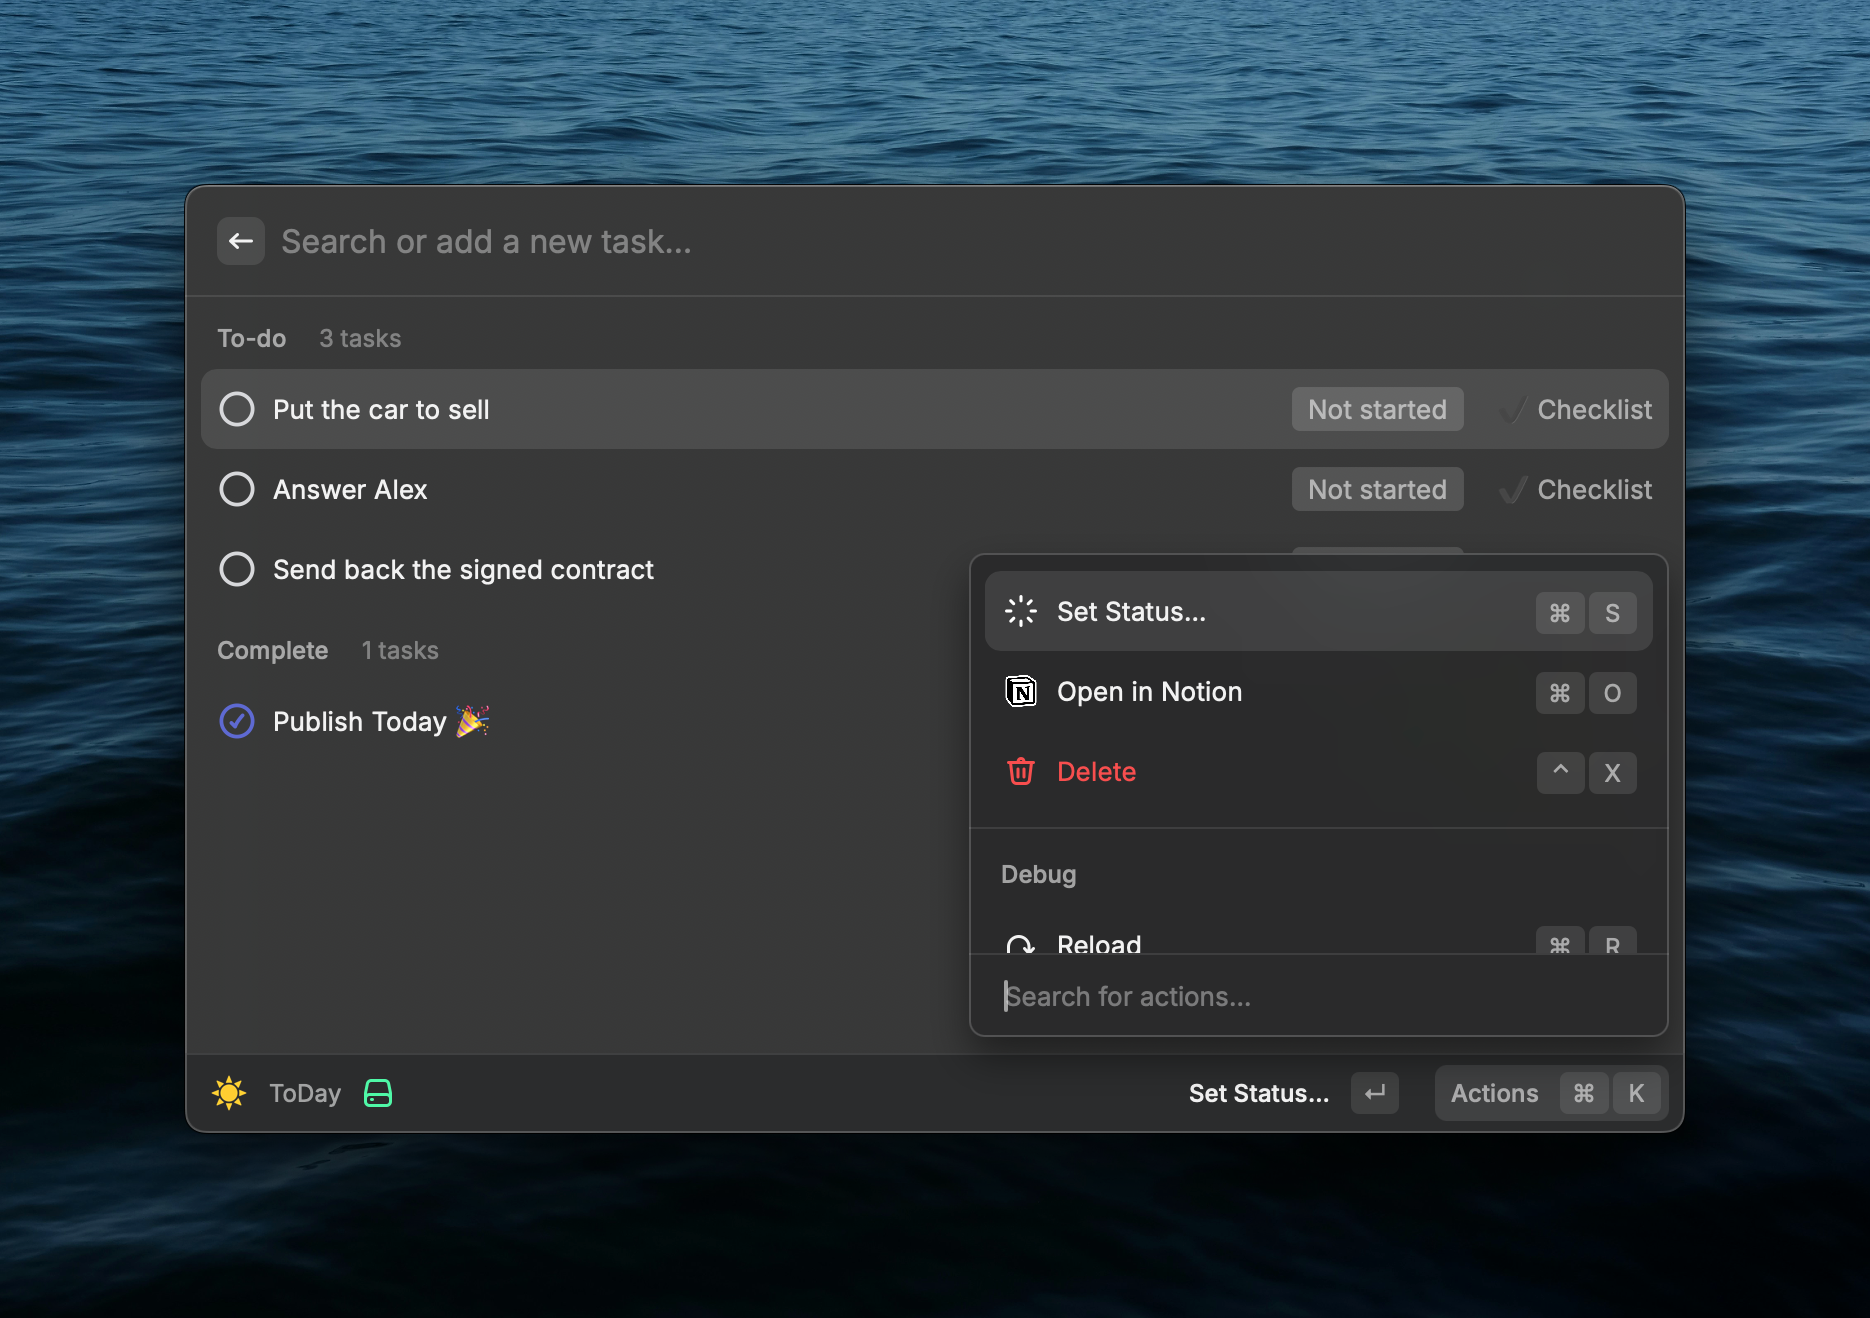 Search or add a new task...
To-do 3 tasks
Put the car to sell Not started Checklist
Answer Alex Not started Checklist
Send back the signed contract
Complete 1 tasks
Publish Today 🎉
Set Status... ⌘ S
Open in Notion ⌘ O
Delete ^ X
Debug
Reload ⌘ R
Search for actions...
ToDay Set Status... ↵ Actions ⌘ K